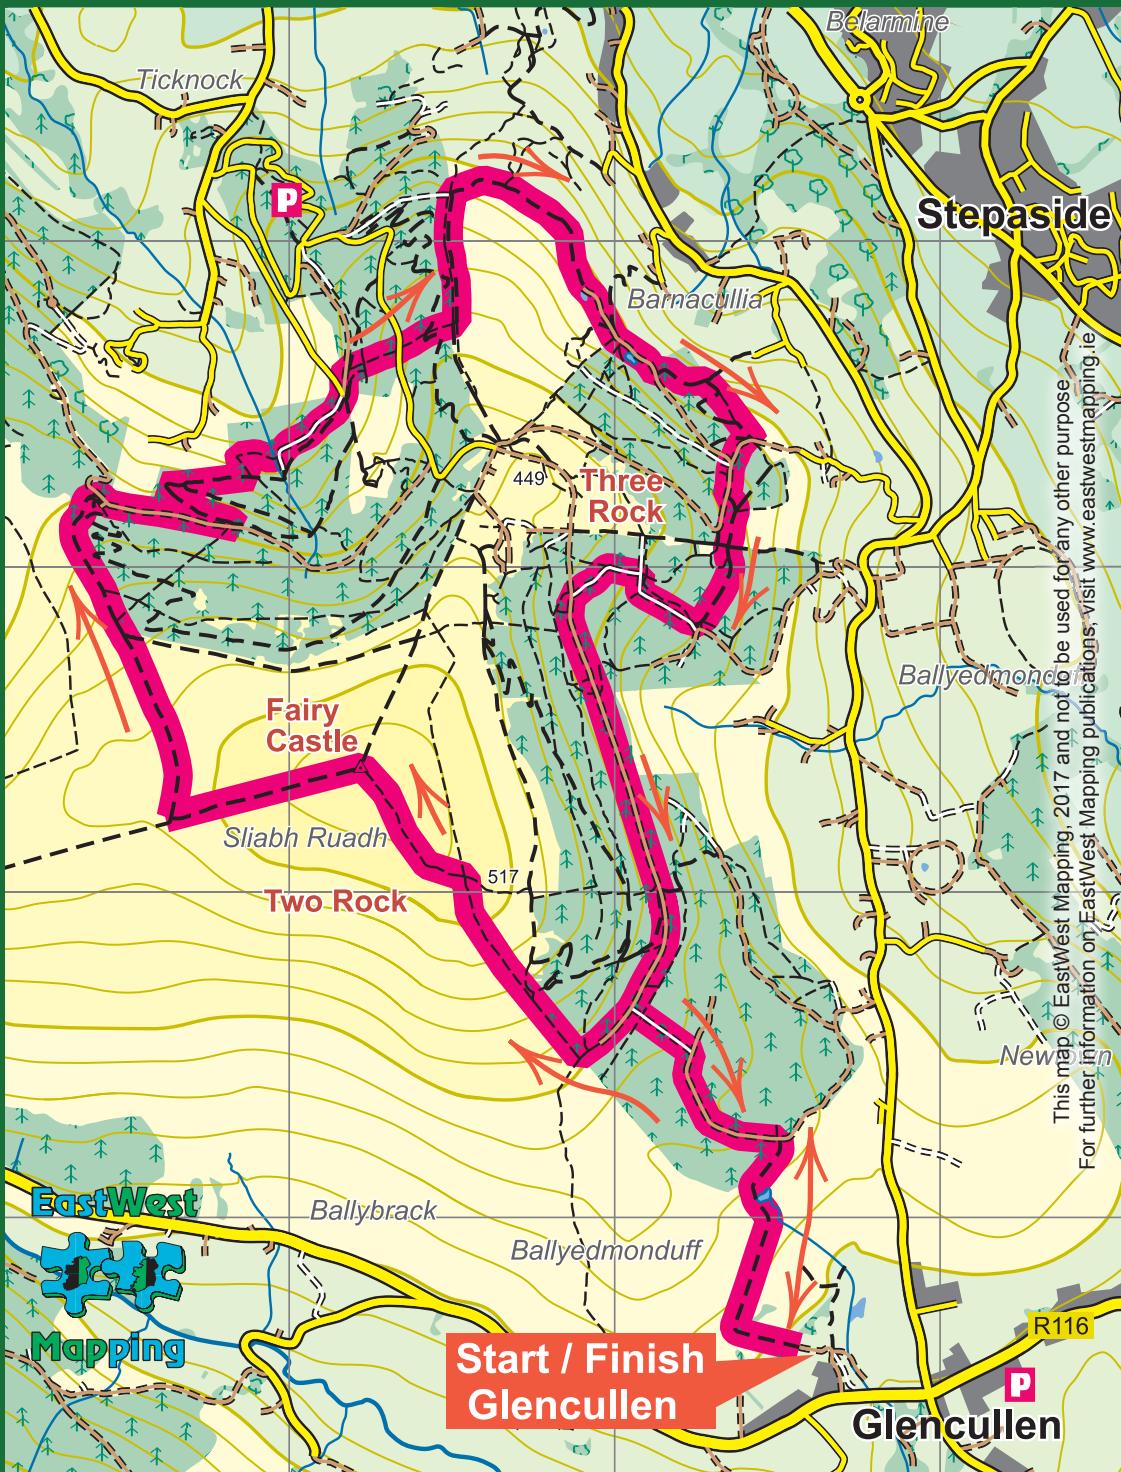 Belarmine
Ticknock
P
Stepaside
Barnacullia
449
Three
Rock
Ballyedmonduff
Fairy
Castle
Sliabh Ruadh
517
Two Rock
Newtown
This map © EastWest Mapping, 2017 and not to be used for any other purpose
For further information on EastWest Mapping publications, visit www.eastwestmapping.ie
EastWest
Mapping
Ballybrack
Ballyedmonduff
R116
Start / Finish
Glencullen
P
Glencullen